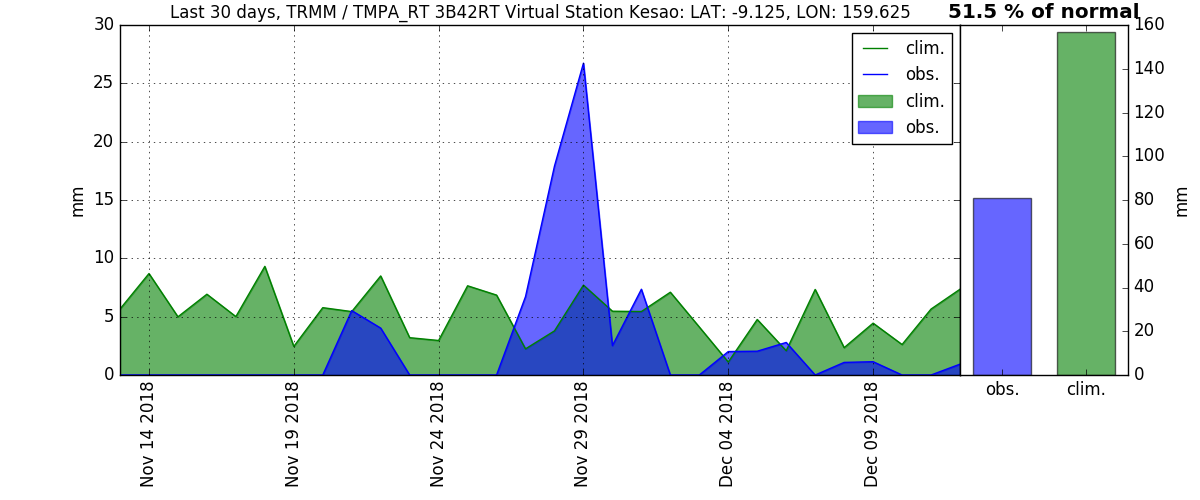 Last 30 days, TRMM / TMPA_RT 3B42RT Virtual Station Kesao: LAT: -9.125, LON: 159.625
51.5 % of normal
30
25
20
15
10
5
0
mm
clim.
obs.
clim.
obs.
160
140
120
100
80
60
40
20
0
mm
obs.
clim.
Nov 14 2018
Nov 19 2018
Nov 24 2018
Nov 29 2018
Dec 04 2018
Dec 09 2018